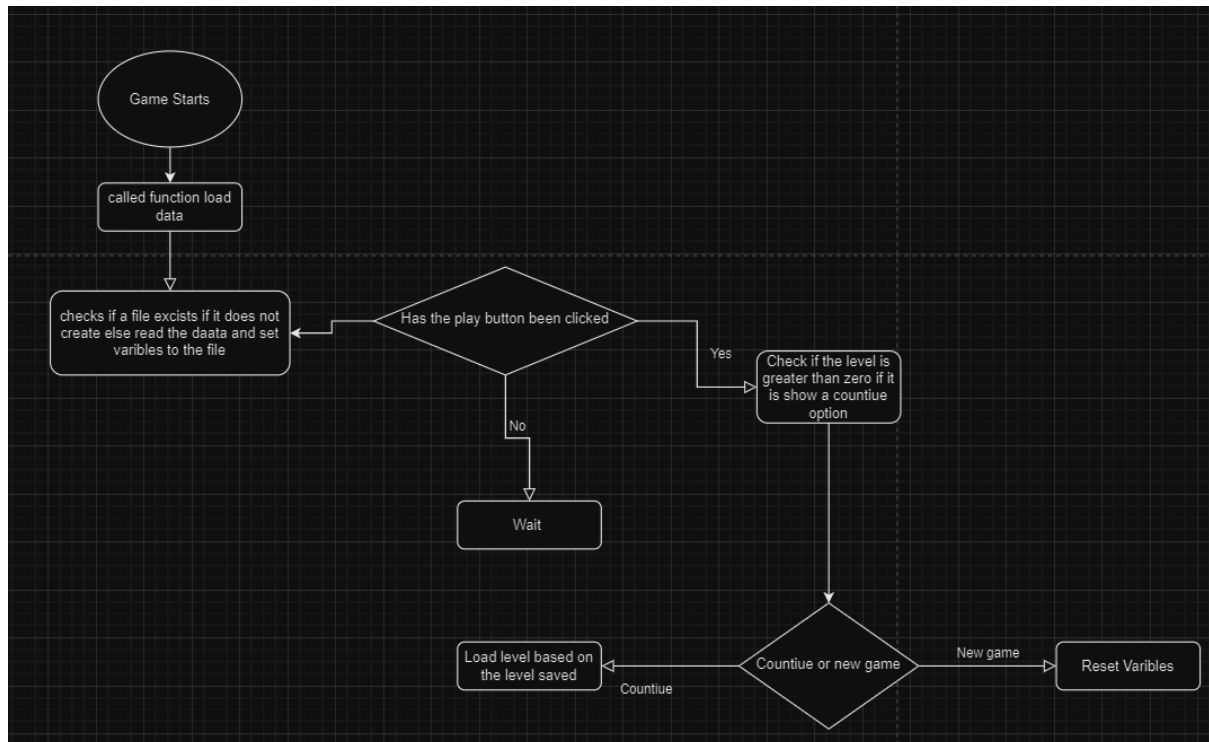 Game Starts
called function load
data
checks if a file excists if it does not
create else read the daata and set
varibles to the file
Has the play button been clicked
Yes
Check if the level is
greater than zero if it
is show a countiue
option
No
Wait
Load level based on
the level saved
Countiue
Countiue or new game
New game
Reset Varibles